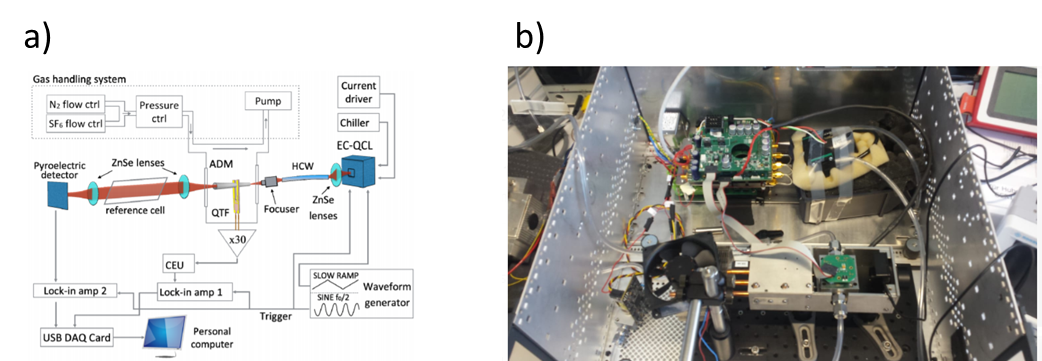 a)
b)
Gas handling system
N₂ flow ctrl
SF₆ flow ctrl
Pressure
ctrl
Pump
Current
driver
Chiller
EC-QCL
Pyroelectric
detector
ZnSe lenses
reference cell
ADM
QTF
HCW
Focuser
ZnSe
lenses
x30
CEU
Lock-in amp 2
Lock-in amp 1
SLOW RAMP
SINE f₀/2
Waveform
generator
Trigger
USB DAQ Card
Personal
computer